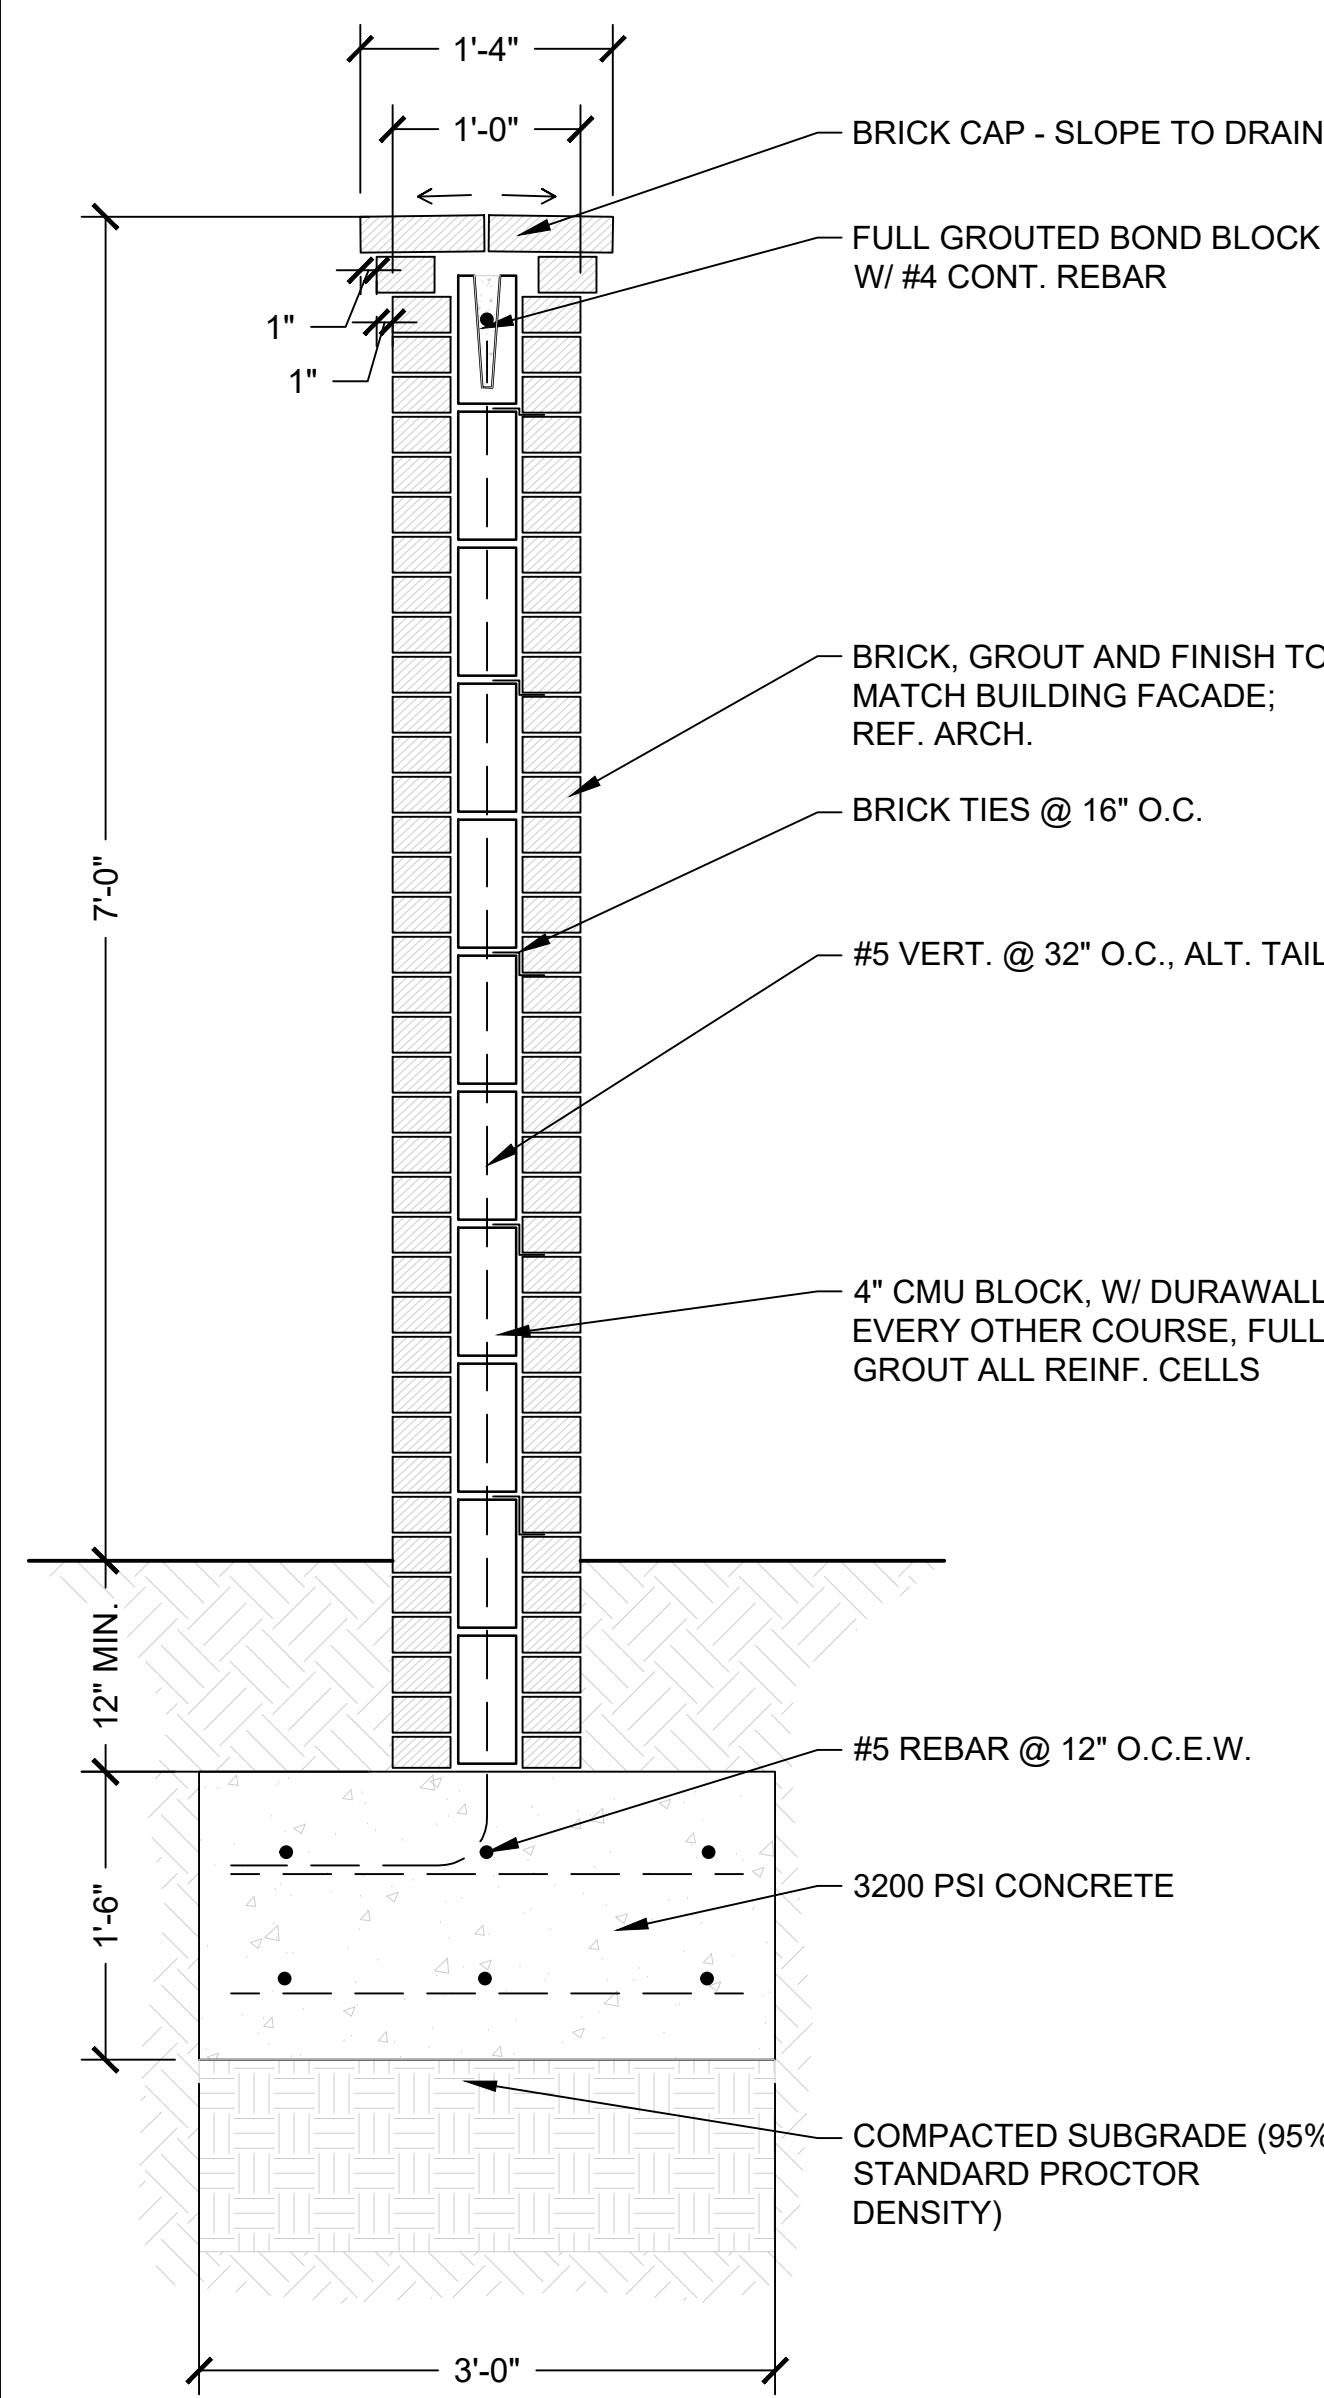 1'-4"
1'-0"
BRICK CAP - SLOPE TO DRAIN
FULL GROUTED BOND BLOCK
W/ #4 CONT. REBAR
1"
1"
BRICK, GROUT AND FINISH TO
MATCH BUILDING FACADE;
REF. ARCH.
BRICK TIES @ 16" O.C.
7'-0"
#5 VERT. @ 32" O.C., ALT. TAIL
4" CMU BLOCK, W/ DURAWALL
EVERY OTHER COURSE, FULL
GROUT ALL REINF. CELLS
12" MIN.
#5 REBAR @ 12" O.C.E.W.
3200 PSI CONCRETE
1'-6"
COMPACTED SUBGRADE (95%
STANDARD PROCTOR
DENSITY)
3'-0"